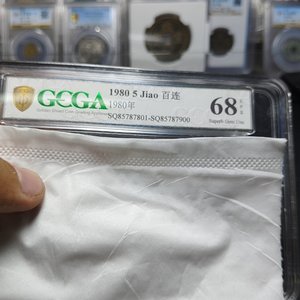 GCGA
1980 5 Jiao 百连
1980年
SQ85787801-SQ85787900
68
Superb Gem Unc